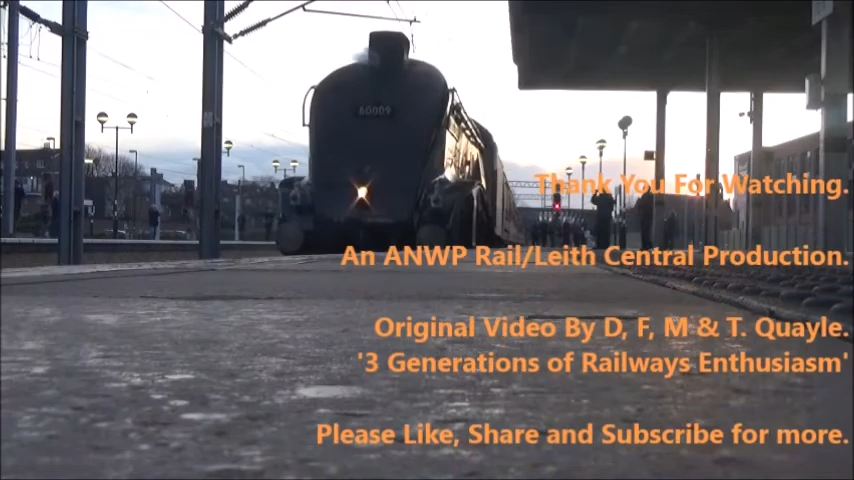 60009
Thank You For Watching.
An ANWP Rail/Leith Central Production.
Original Video By D, F, M & T. Quayle.
'3 Generations of Railways Enthusiasm'
Please Like, Share and Subscribe for more.